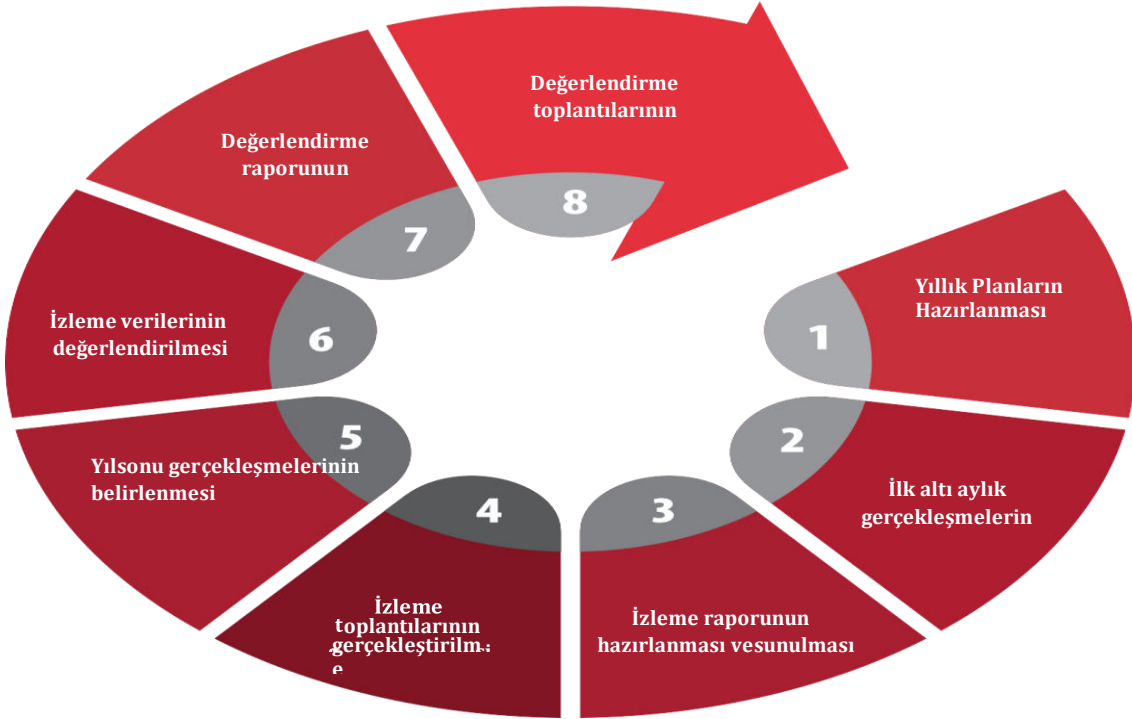 1
Yıllık Planların
Hazırlanması
2
İlk altı aylık
gerçekleşmelerin
3
İzleme raporunun
hazırlanması vesunulması
4
İzleme
toplantılarının
gerçekleştirilm
e
5
Yılsonu gerçekleşmelerinin
belirlenmesi
6
İzleme verilerinin
değerlendirilmesi
7
Değerlendirme
raporunun
8
Değerlendirme
toplantılarının